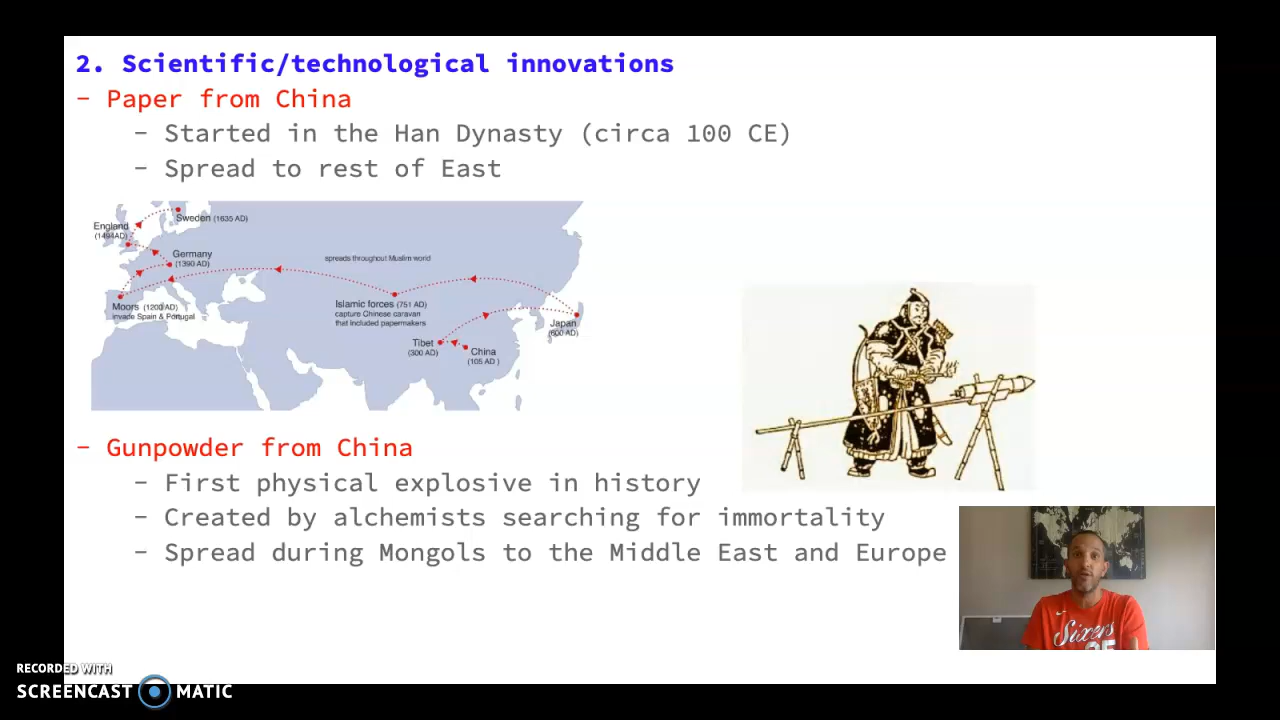 2. Scientific/technological innovations
- Paper from China
- Started in the Han Dynasty (circa 100 CE)
- Spread to rest of East
Sweden (1635 AD)
England
(1494AD)
Germany
(1390 AD)
spreads throughout Muslim world
Moors (1200AD)
invade Spain & Portugal
Islamic forces (751 AD)
capture Chinese caravan
that included papermakers
Japan
(600 AD)
Tibet
(300 AD)
China
(105 AD )
- Gunpowder from China
- First physical explosive in history
- Created by alchemists searching for immortality
- Spread during Mongols to the Middle East and Europe
Sixers
RECORDED WITH
SCREENCAST MATIC